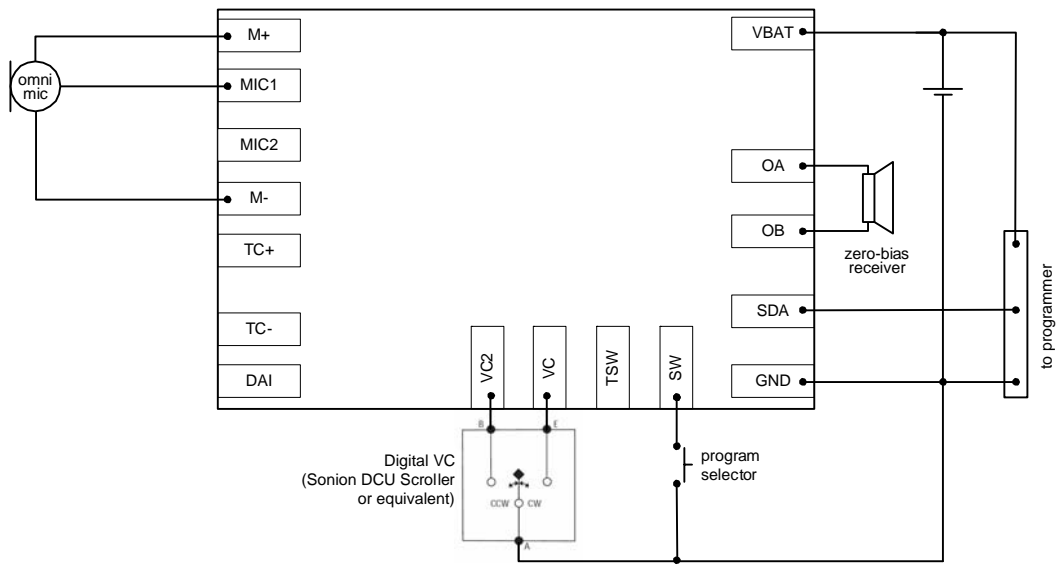 M+
MIC1
MIC2
M-
TC+
TC-
DAI
omni
mic
VBAT
OA
OB
SDA
GND
zero-bias
receiver
to programmer
VC2
VC
TSW
SW
Digital VC
(Sonion DCU Scroller
or equivalent)
B
E
CCW
CW
A
program
selector